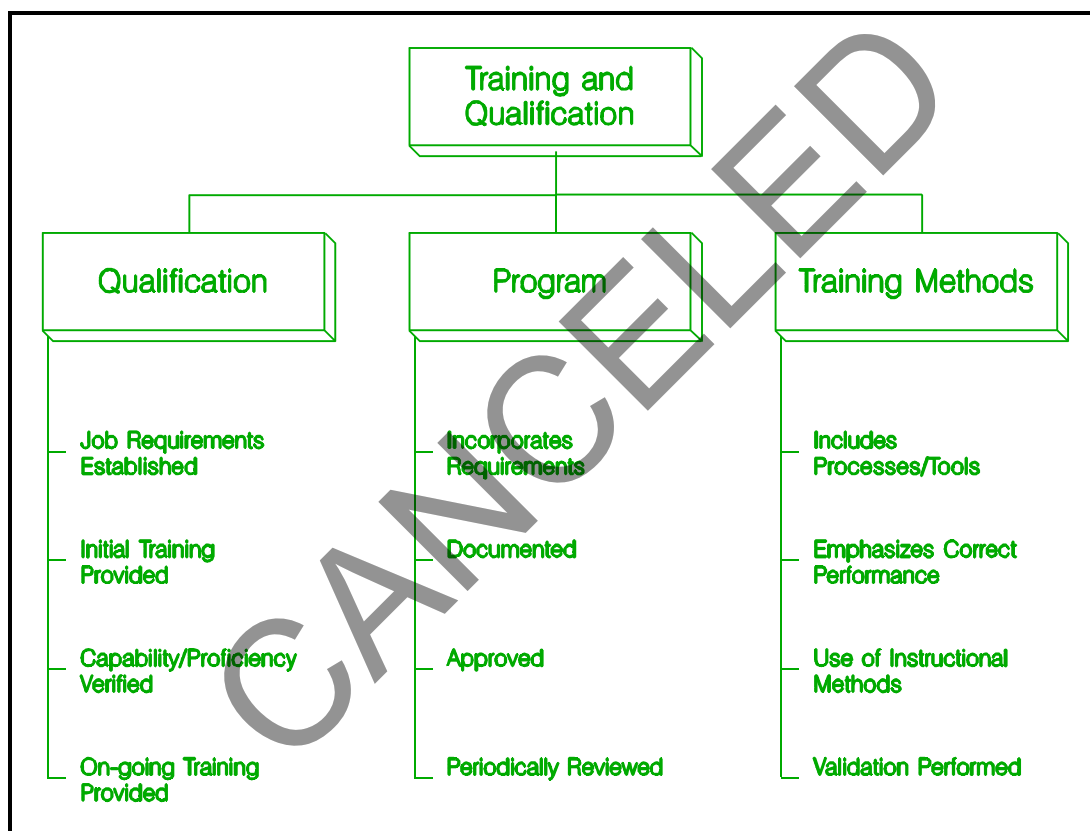 Training and
Qualification
Qualification
Program
Training Methods
Job Requirements
Established
Initial Training
Provided
Capability/Proficiency
Verified
On-going Training
Provided
Incorporates
Requirements
Documented
Approved
Periodically Reviewed
Includes
Processes/Tools
Emphasizes Correct
Performance
Use of Instructional
Methods
Validation Performed
CANCELED